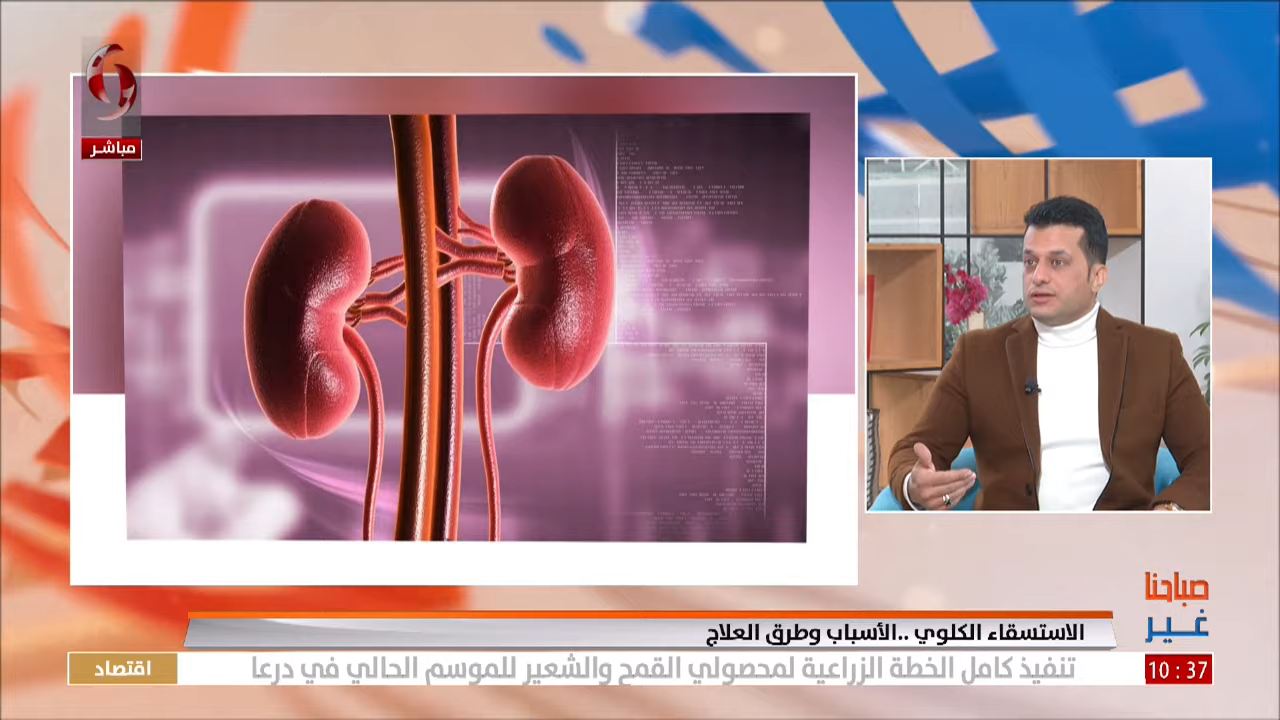 مباشر
صباحنا
غير
الاستسقاء الكلوي ..الأسباب وطرق العلاج
10 : 37
تنفيذ كامل الخطة الزراعية لمحصولي القمح والشعير للموسم الحالي في درعا
اقتصاد